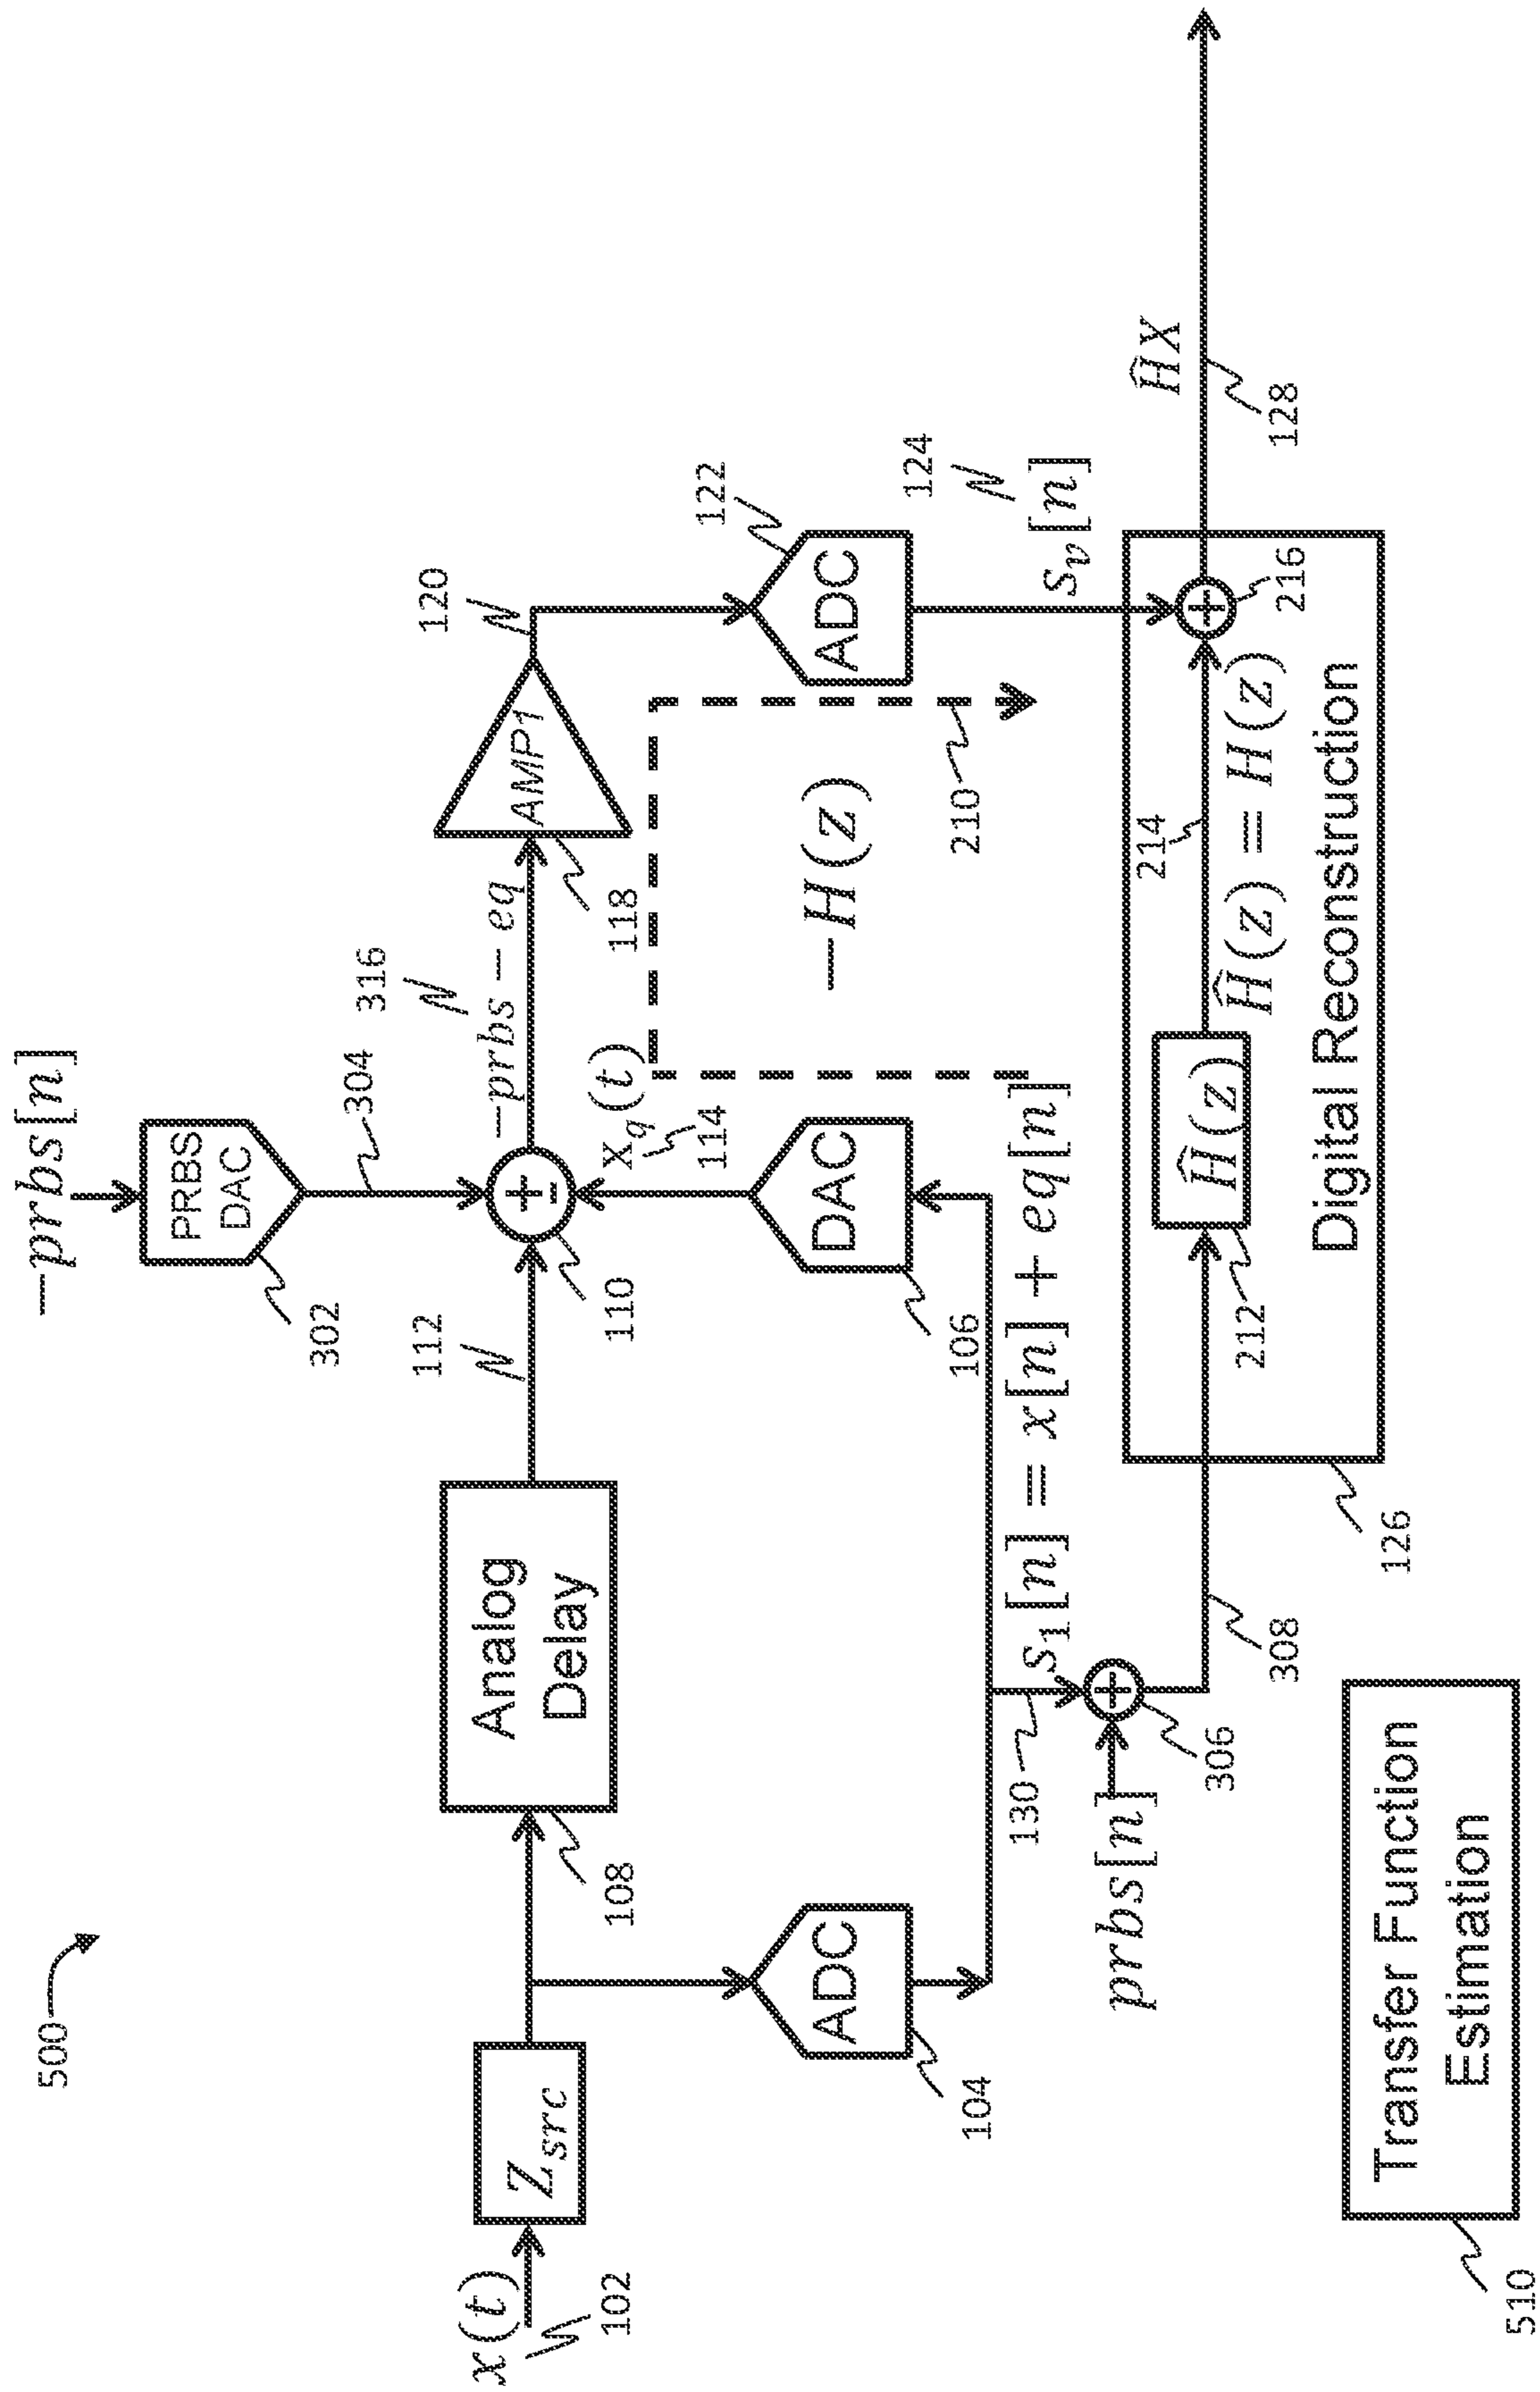 500
x(t)
102
Z_src
Analog
Delay
108
112
−prbs[n]
PRBS
DAC
302
304
110
316
−prbs − eq
AMP1
118
120
X_q(t)
114
ADC
104
DAC
106
−H(z)
210
ADC
122
124
s_v[n]
130
s_1[n] = x[n] + eq[n]
prbs[n]
306
308
Ĥ(z)
212
214
Ĥ(z) = H(z)
216
Digital Reconstruction
126
ĤX
128
Transfer Function
Estimation
510